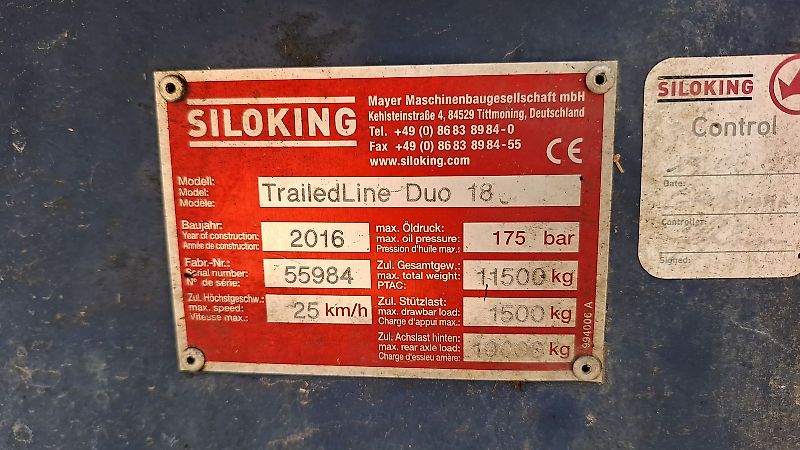 SILOKING
Mayer Maschinenbaugesellschaft mbH
Kehlsteinstraße 4, 84529 Tittmoning, Deutschland
Tel. +49 (0) 86 83 89 84-0
Fax +49 (0) 86 83 89 84-55
www.siloking.com
CE
Modell:
Model:
Modèle:
TrailedLine Duo 18
Baujahr:
Year of construction:
Année de construction:
2016
max. Öldruck:
max. oil pressure:
Pression d'huile max.:
175 bar
Fabr.-Nr.:
Serial number:
N° de série:
55984
Zul. Gesamtgew.:
max. total weight:
PTAC:
11500 kg
Zul. Höchstgeschw.:
max. speed:
Vitesse max.:
25 km/h
Zul. Stützlast:
max. drawbar load:
Charge d'appui max.:
1500 kg
Zul. Achslast hinten:
max. rear axle load:
Charge d'essieu arrière:
kg
994006 A
SILOKING
Control
Date:
Controller:
Signed: